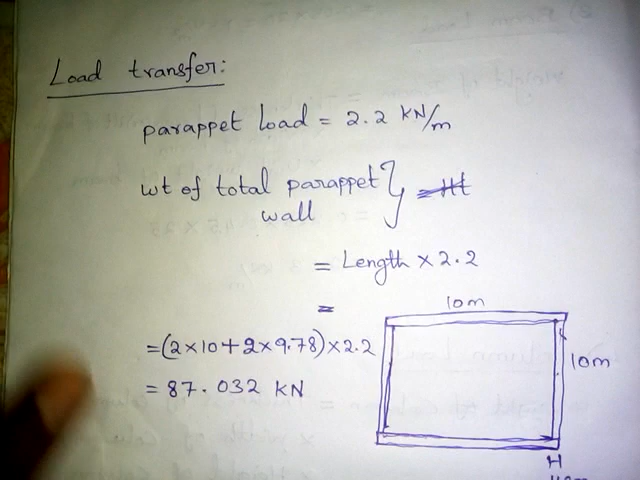 Load transfer:
parappet load = 2.2 KN/m
wt of total parappet
wall
= Length × 2.2
=
10m
=(2×10+2×9.78)×2.2
10m
= 87.032 KN